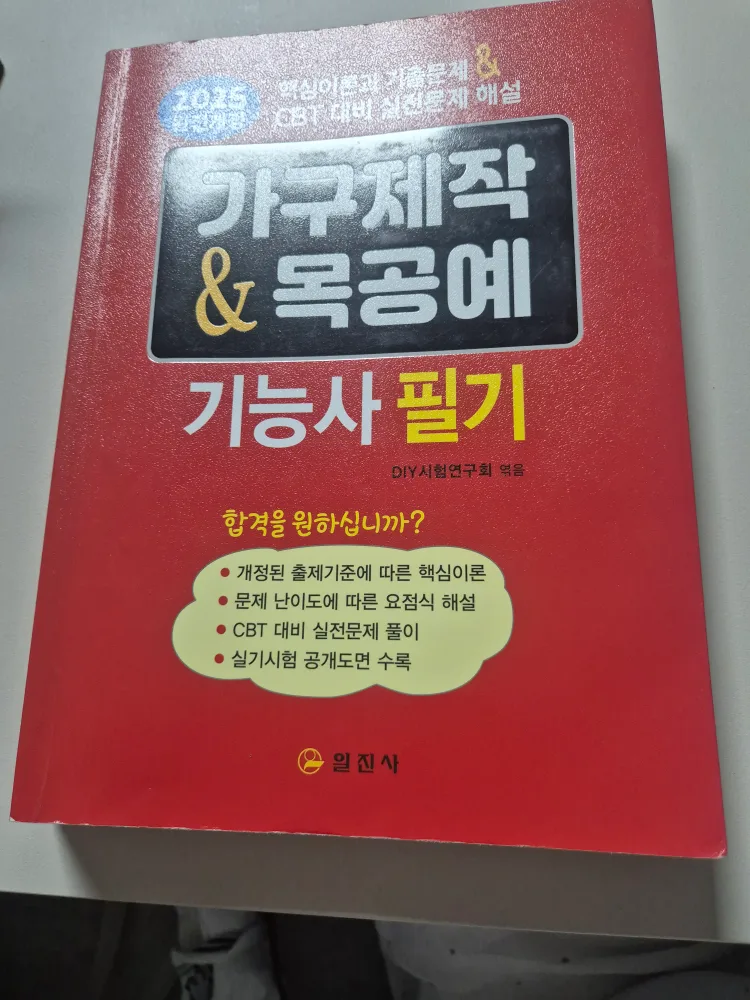 2025
핵심이론과 기출문제 &
CBT 대비 실전문제 해설
가구제작
& 목공예
기능사 필기
DIY시험연구회 엮음
합격을 원하십니까?
• 개정된 출제기준에 따른 핵심이론
• 문제 난이도에 따른 요점식 해설
• CBT 대비 실전문제 풀이
• 실기시험 공개도면 수록
일진사